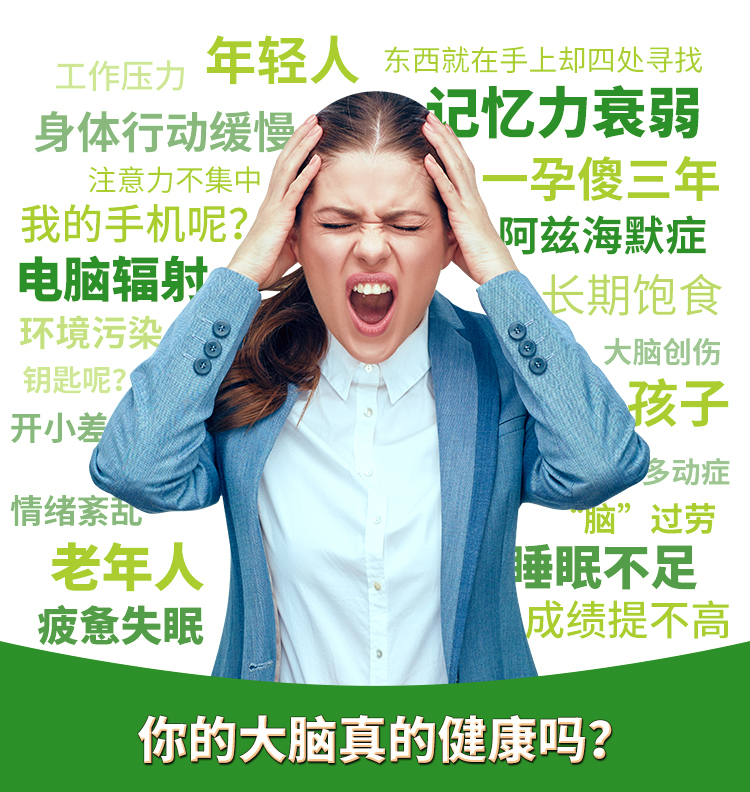 工作压力
年轻人
东西就在手上却四处寻找
身体行动缓慢
记忆力衰弱
注意力不集中
一孕傻三年
我的手机呢?
阿兹海默症
电脑辐射
长期饱食
环境污染
大脑创伤
钥匙呢?
孩子
开小差
多动症
情绪紊乱
“脑”过劳
老年人
睡眠不足
疲惫失眠
成绩提不高
你的大脑真的健康吗?